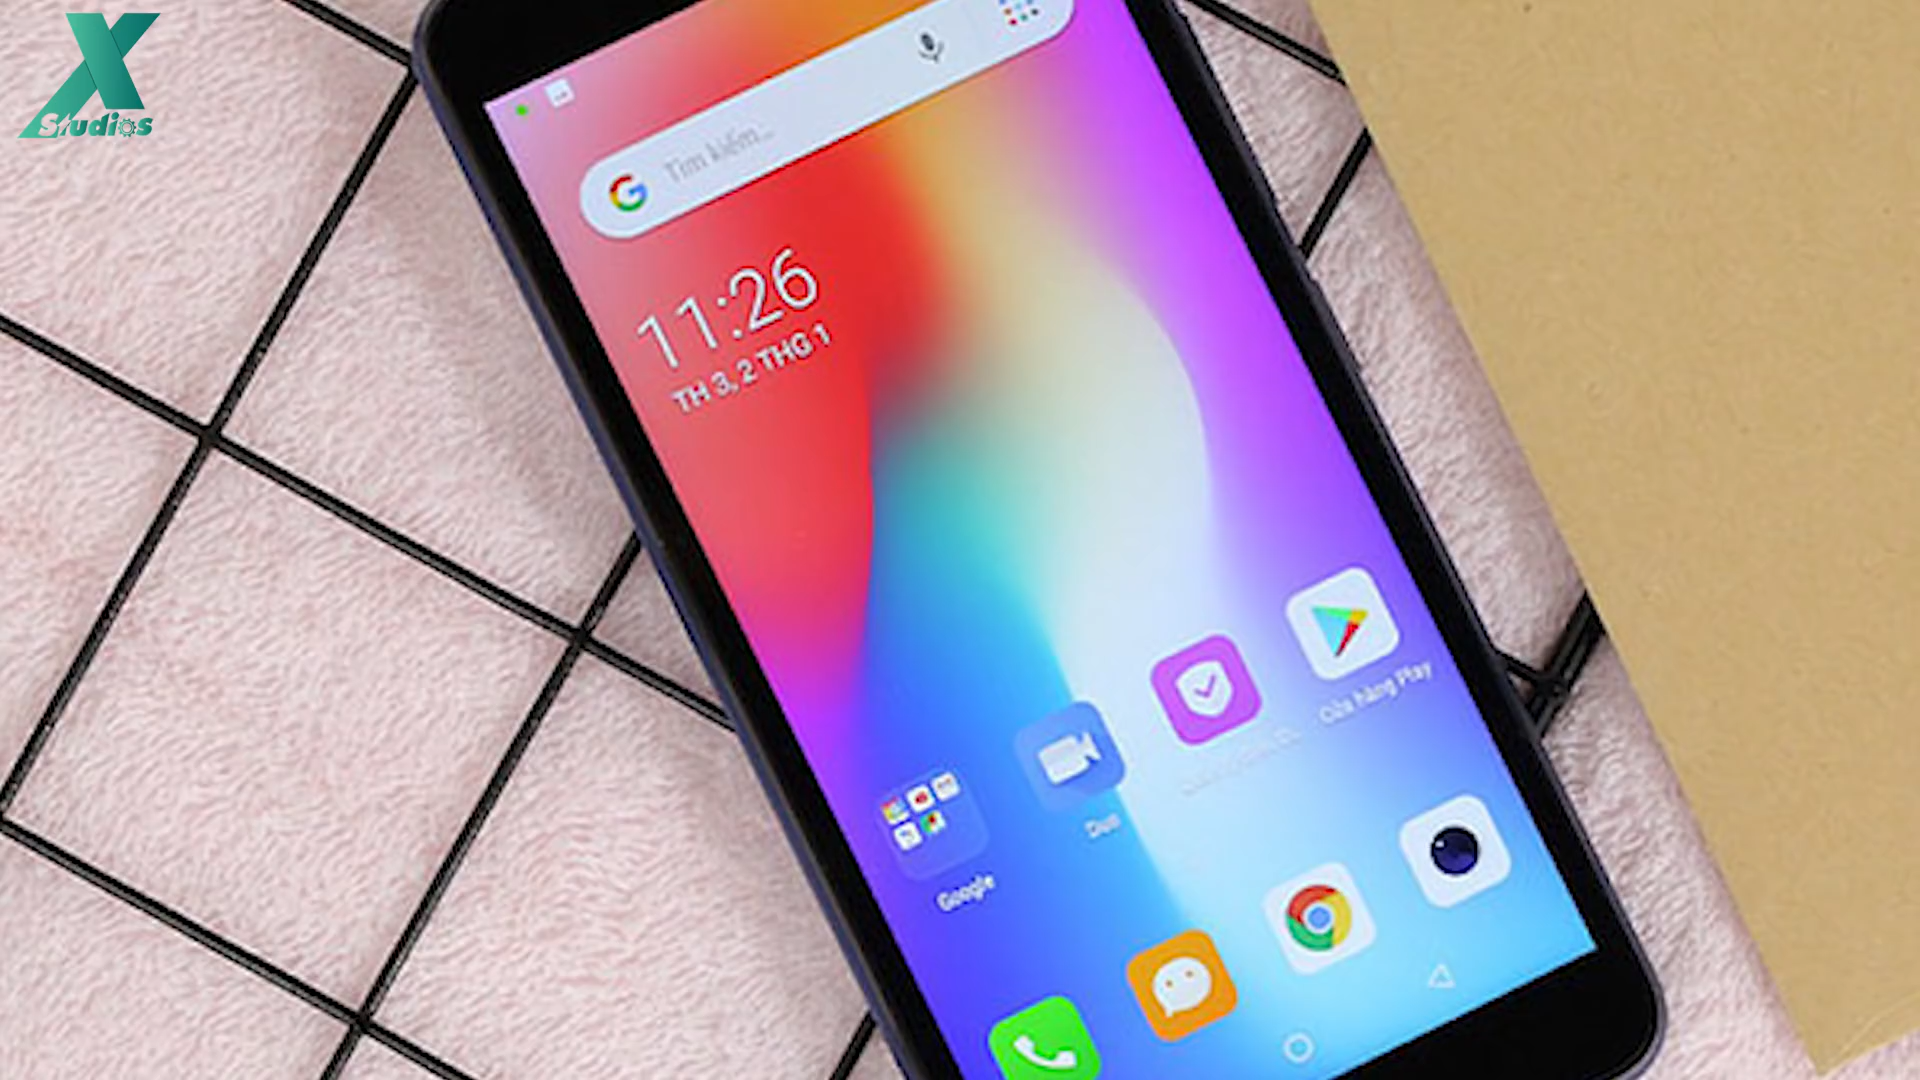 X
Studios
Tìm kiếm...
11:26
TH 3, 2 THG 1
Cửa hàng Play
Duo
Google